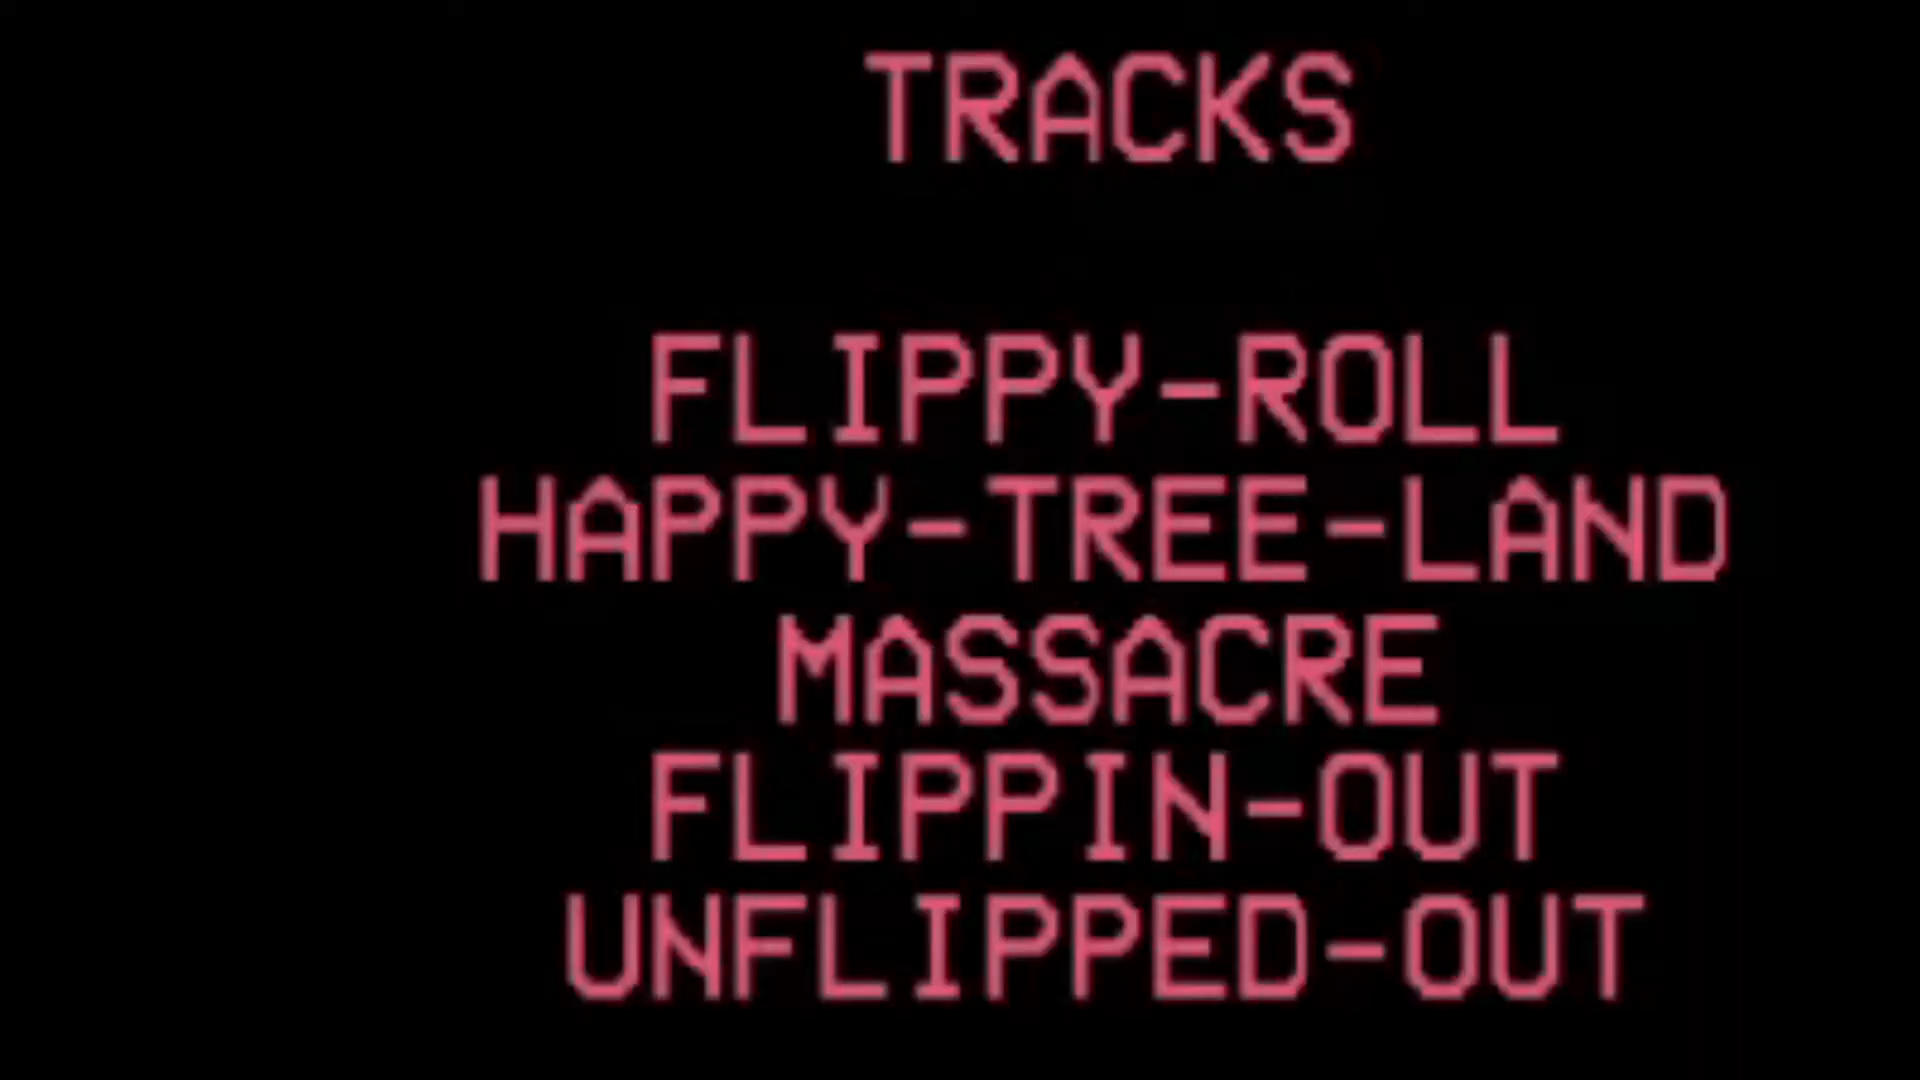 TRACKS
FLIPPY-ROLL
HAPPY-TREE-LAND
MASSACRE
FLIPPIN-OUT
UNFLIPPED-OUT